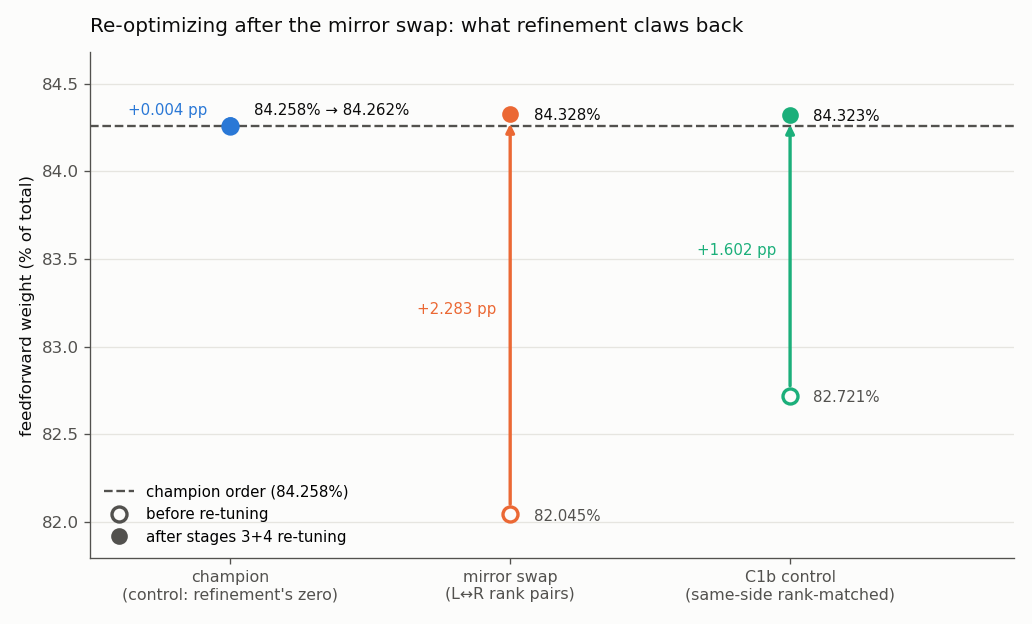 Re-optimizing after the mirror swap: what refinement claws back
feedforward weight (% of total)
84.5
84.0
83.5
83.0
82.5
82.0
+0.004 pp
84.258% → 84.262%
84.328%
84.323%
+2.283 pp
+1.602 pp
82.721%
82.045%
champion order (84.258%)
before re-tuning
after stages 3+4 re-tuning
champion
(control: refinement's zero)
mirror swap
(L↔R rank pairs)
C1b control
(same-side rank-matched)